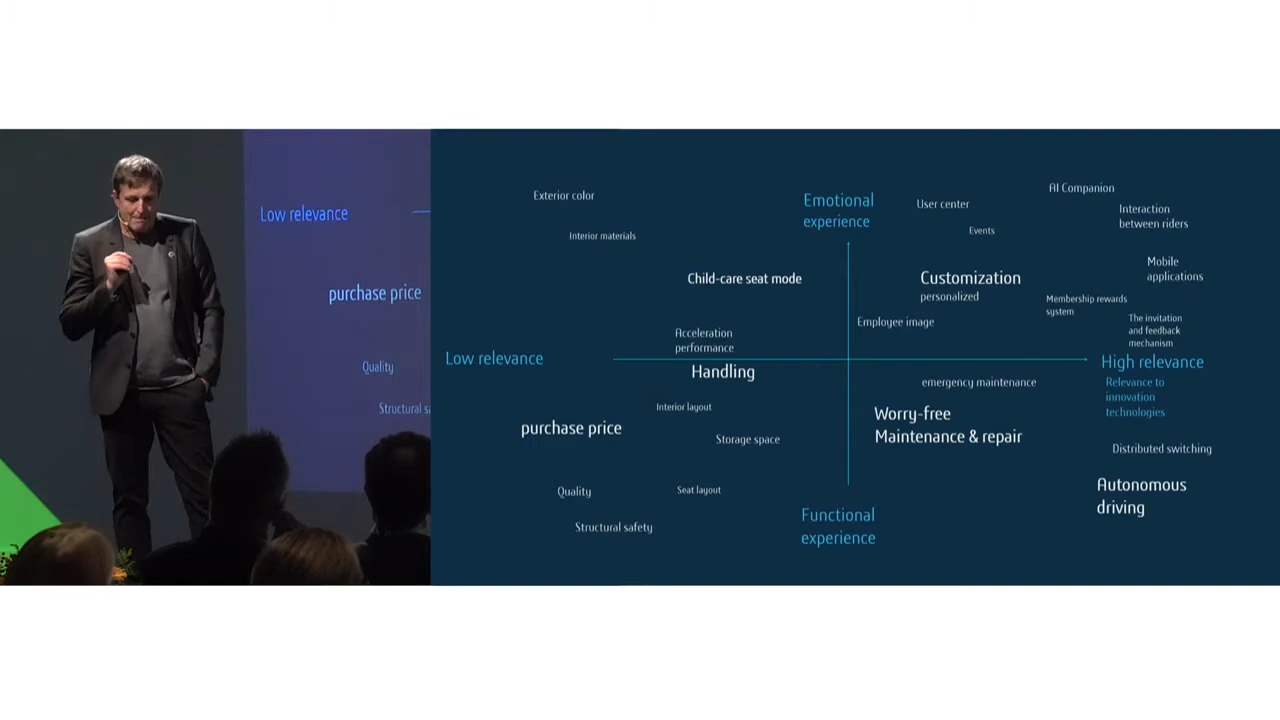 Low relevance
purchase price
Quality
Structural sa
Exterior color
Interior materials
Child-care seat mode
Acceleration
performance
Emotional
experience
User center
Events
AI Companion
Interaction
between riders
Mobile
applications
Customization
personalized
Membership rewards
system
Employee image
The invitation
and feedback
mechanism
Low relevance
High relevance
Relevance to
innovation
technologies
Handling
Interior layout
purchase price
Storage space
Quality
Seat layout
Structural safety
emergency maintenance
Worry-free
Maintenance & repair
Distributed switching
Autonomous
driving
Functional
experience